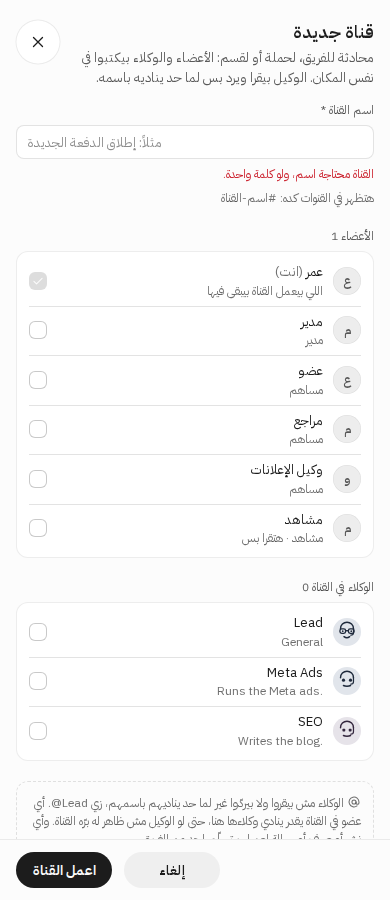 قناة جديدة
محادثة للفريق، لحملة أو لقسم: الأعضاء والوكلاء بيكتبوا في
نفس المكان. الوكيل بيقرا ويرد بس لما حد يناديه باسمه.
اسم القناة *
مثلاً: إطلاق الدفعة الجديدة
القناة محتاجة اسم، ولو كلمة واحدة.
هتظهر في القنوات كده: #اسم-القناة
الأعضاء 1
ع
عمر (انت)
اللي بيعمل القناة بيبقى فيها
م
مدير
مدير
ع
عضو
مساهم
م
مراجع
مساهم
و
وكيل الإعلانات
مساهم
م
مشاهد
مشاهد · هتقرا بس
الوكلاء في القناة 0
Lead
General
Meta Ads
Runs the Meta ads.
SEO
Writes the blog.
الوكلاء مش بيقروا ولا بيردّوا غير لما حد يناديهم باسمهم، زي @Lead. أي
عضو في القناة يقدر ينادي وكلاءها هنا، حتى لو الوكيل مش ظاهر له برّه القناة. وأي
إلغاء
اعمل القناة